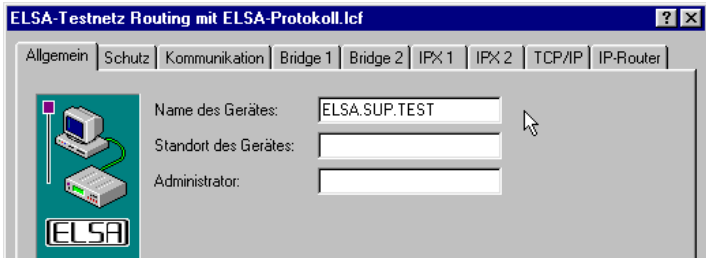 ELSA-Testnetz Routing mit ELSA-Protokoll.lcf
Allgemein Schutz Kommunikation Bridge 1 Bridge 2 IPX 1 IPX 2 TCP/IP IP-Router
Name des Gerätes: ELSA.SUP.TEST
Standort des Gerätes:
Administrator:
ELSA